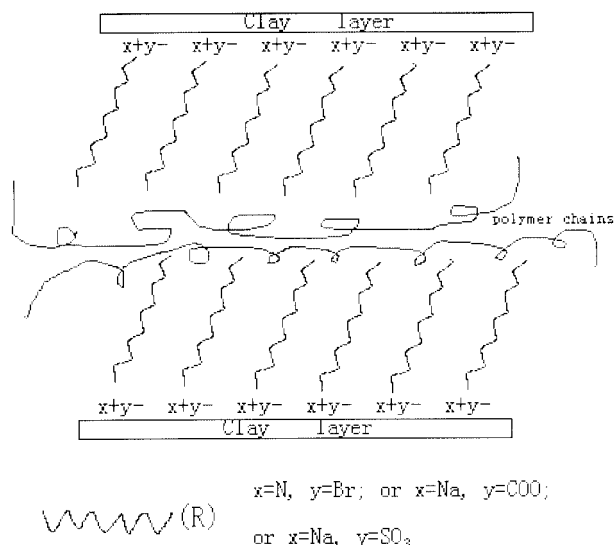 Clay layer
x+y- x+y- x+y- x+y- x+y- x+y-
polymer chains
x+y- x+y- x+y- x+y- x+y- x+y-
Clay layer
(R)
x=N, y=Br; or x=Na, y=COO;
or x=Na, y=SO₃